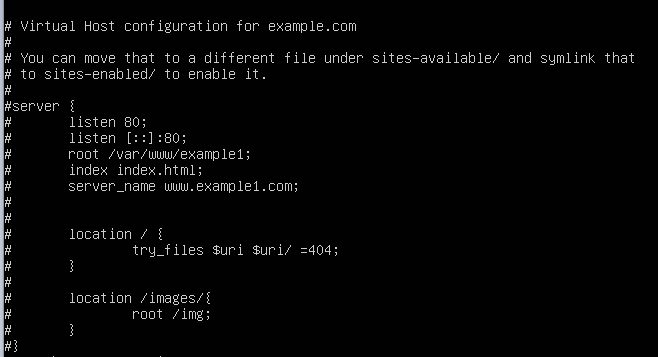 # Virtual Host configuration for example.com
#
# You can move that to a different file under sites-available/ and symlink that
# to sites-enabled/ to enable it.
#
#server {
#       listen 80;
#       listen [::]:80;
#       root /var/www/example1;
#       index index.html;
#       server_name www.example1.com;
#
#
#       location / {
#               try_files $uri $uri/ =404;
#       }
#
#       location /images/{
#               root /img;
#       }
#}